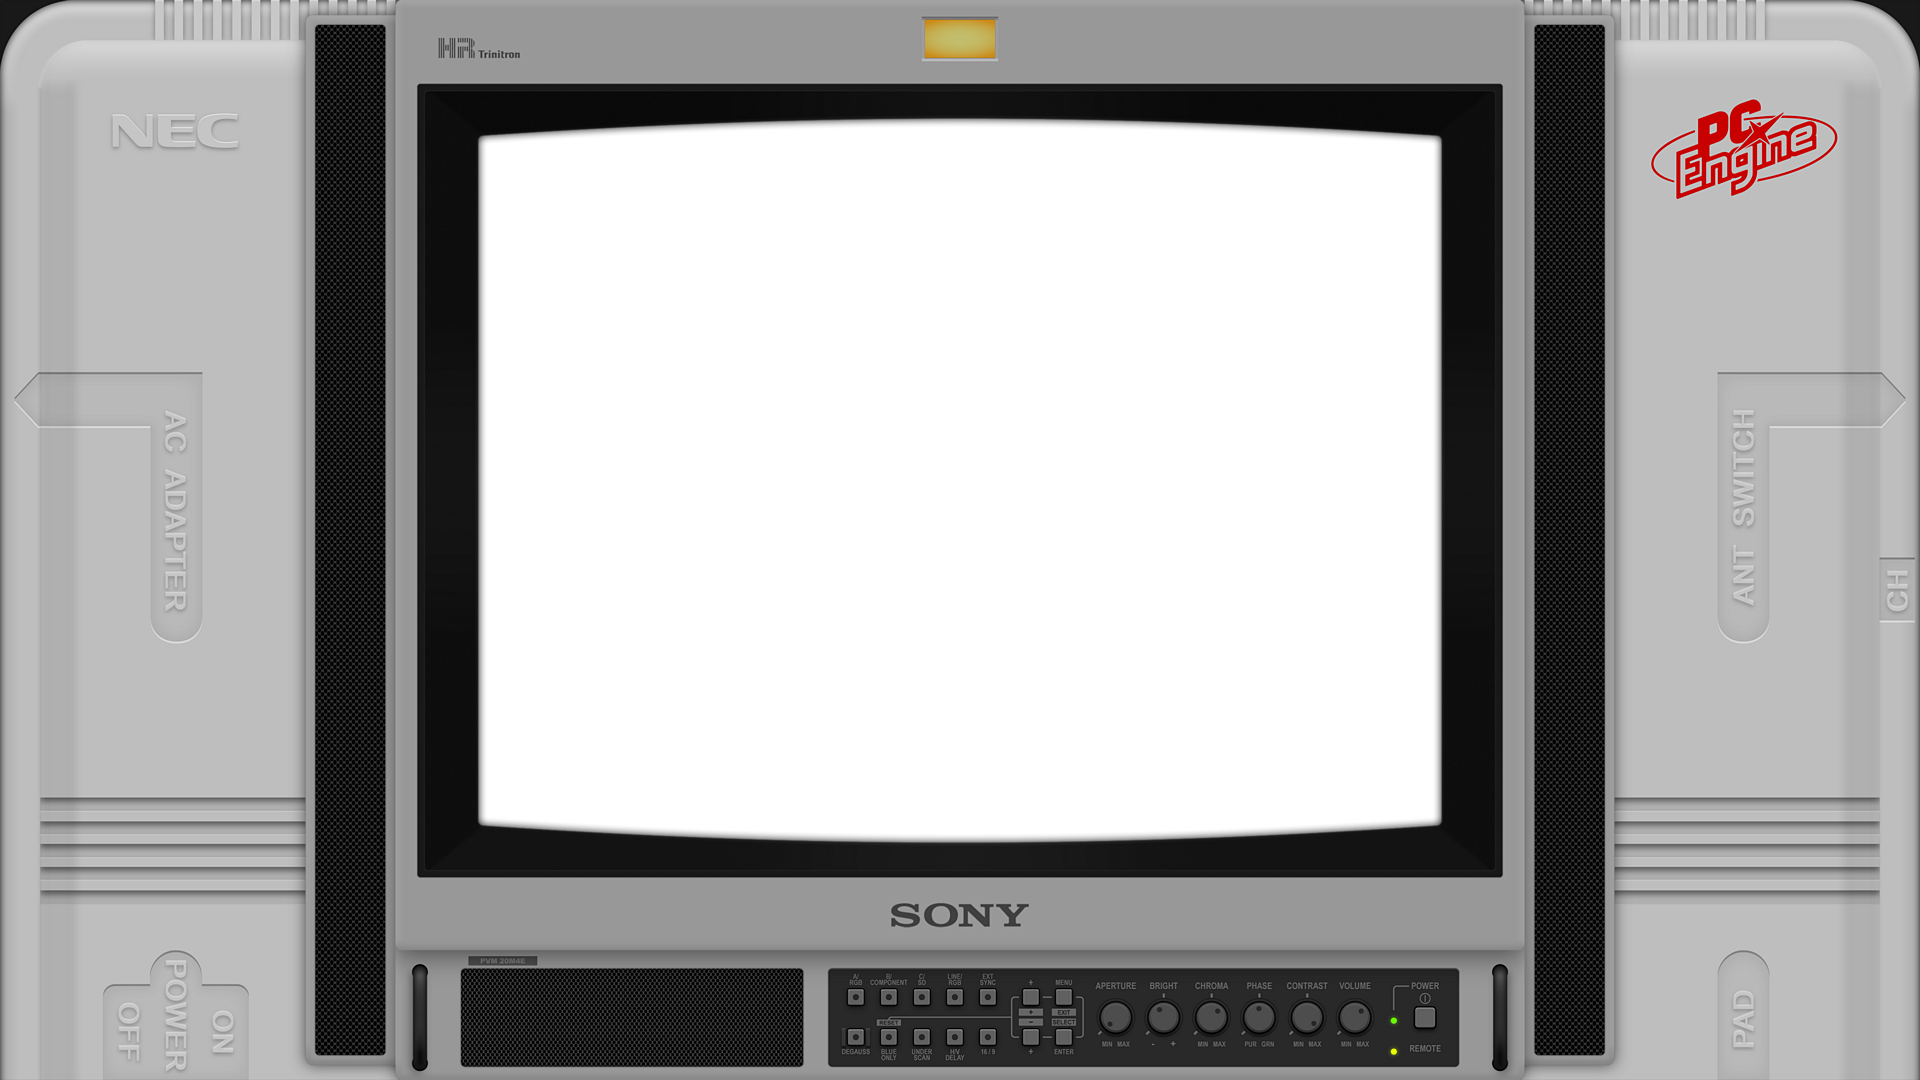 HR Trinitron
NEC
PC Engine
AC ADAPTER
ANT SWITCH
CH
SONY
PVM 20M4E
A/ RGB
B/ COMPONENT
C/ SD
LINE/ RGB
EXT SYNC
+
MENU
APERTURE
BRIGHT
CHROMA
PHASE
CONTRAST
VOLUME
POWER
+
EXIT
RESET
-
SELECT
DEGAUSS
BLUE ONLY
UNDER SCAN
H/V DELAY
16 / 9
+
ENTER
MIN MAX
- +
MIN MAX
PUR GRN
MIN MAX
MIN MAX
REMOTE
OFF
POWER
ON
PAD